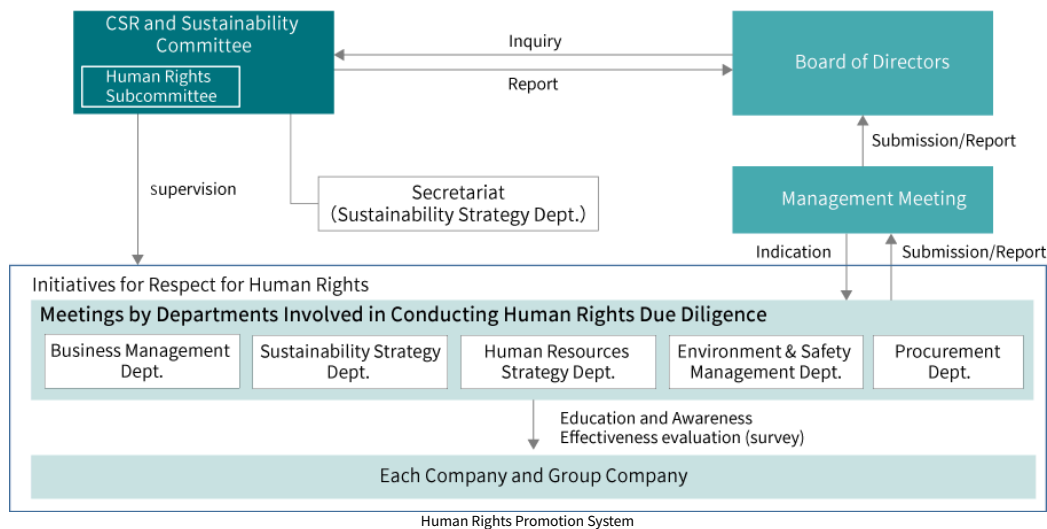 CSR and Sustainability
Committee
Human Rights
Subcommittee
Inquiry
Report
Board of Directors
Submission/Report
supervision
Secretariat
(Sustainability Strategy Dept.)
Management Meeting
Indication
Submission/Report
Initiatives for Respect for Human Rights
Meetings by Departments Involved in Conducting Human Rights Due Diligence
Business Management
Dept.
Sustainability Strategy
Dept.
Human Resources
Strategy Dept.
Environment & Safety
Management Dept.
Procurement
Dept.
Education and Awareness
Effectiveness evaluation (survey)
Each Company and Group Company
Human Rights Promotion System